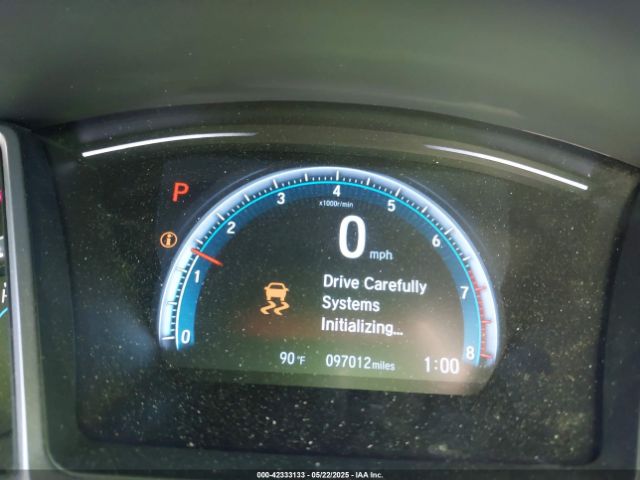 P
4
3
5
x1000r/min
2
6
0 mph
1
7
Drive Carefully
Systems
Initializing...
0
8
90 °F 097012 miles 1:00
000-42333133 - 05/22/2025 - IAA Inc.